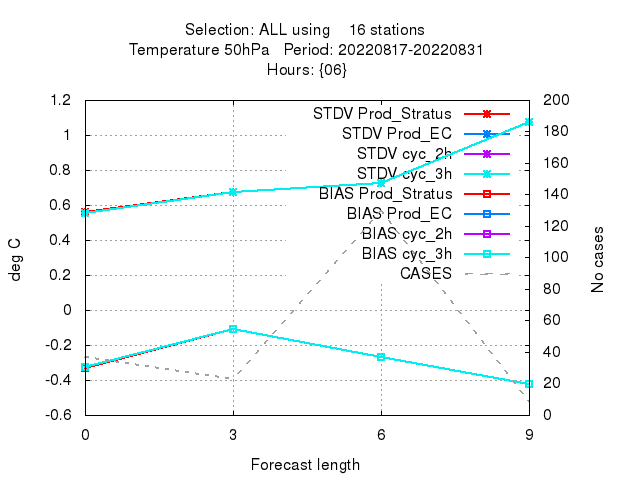 Selection: ALL using    16 stations
Temperature 50hPa   Period: 20220817-20220831
Hours: {06}
1.2
1
0.8
0.6
0.4
0.2
0
-0.2
-0.4
-0.6
200
180
160
140
120
100
80
60
40
20
0
STDV Prod_Stratus
STDV Prod_EC
STDV cyc_2h
STDV cyc_3h
BIAS Prod_Stratus
BIAS Prod_EC
BIAS cyc_2h
BIAS cyc_3h
CASES
deg C
No cases
0 3 6 9
Forecast length